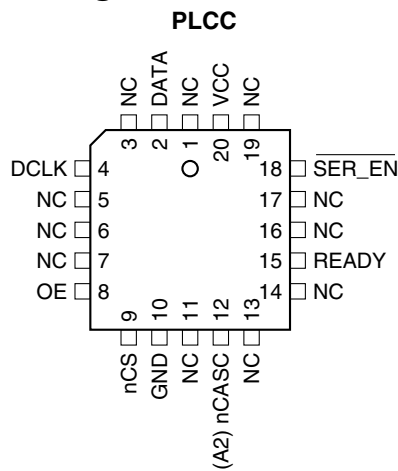 PLCC
NC
DATA
NC
VCC
NC
3
2
1
20
19
DCLK 4
NC 5
NC 6
NC 7
OE 8
18 SER_EN
17 NC
16 NC
15 READY
14 NC
9
10
11
12
13
nCS
GND
NC
(A2) nCASC
NC